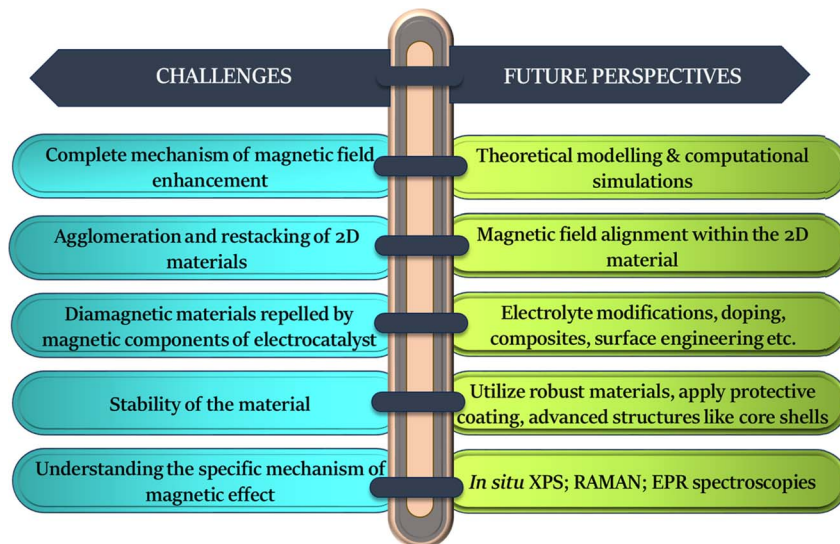 CHALLENGES
FUTURE PERSPECTIVES
Complete mechanism of magnetic field
enhancement
Theoretical modelling & computational
simulations
Agglomeration and restacking of 2D
materials
Magnetic field alignment within the 2D
material
Diamagnetic materials repelled by
magnetic components of electrocatalyst
Electrolyte modifications, doping,
composites, surface engineering etc.
Stability of the material
Utilize robust materials, apply protective
coating, advanced structures like core shells
Understanding the specific mechanism of
magnetic effect
In situ XPS; RAMAN; EPR spectroscopies